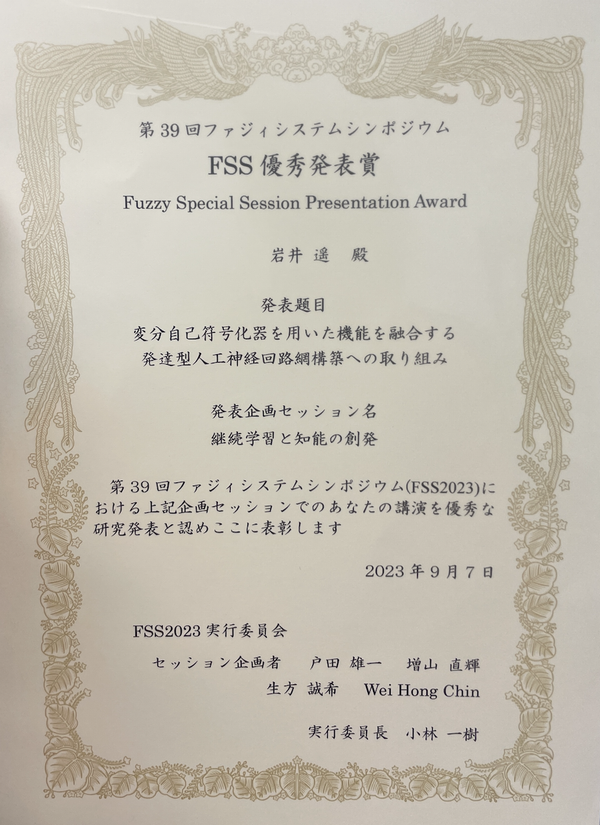 第39回ファジィシステムシンポジウム
FSS 優秀発表賞
Fuzzy Special Session Presentation Award
岩井 遥 殿
発表題目
変分自己符号化器を用いた機能を融合する
発達型人工神経回路網構築への取り組み
発表企画セッション名
継続学習と知能の創発
第39回ファジィシステムシンポジウム(FSS2023)に
おける上記企画セッションでのあなたの講演を優秀な
研究発表と認めここに表彰します
2023年9月7日
FSS2023実行委員会
セッション企画者 戸田 雄一 増山 直輝
生方 誠希 Wei Hong Chin
実行委員長 小林 一樹